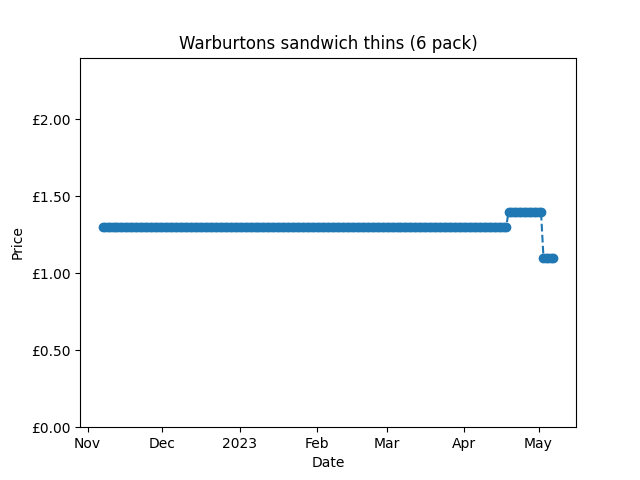 Warburtons sandwich thins (6 pack)
£2.00
£1.50
£1.00
£0.50
£0.00
Price
Nov Dec 2023 Feb Mar Apr May
Date